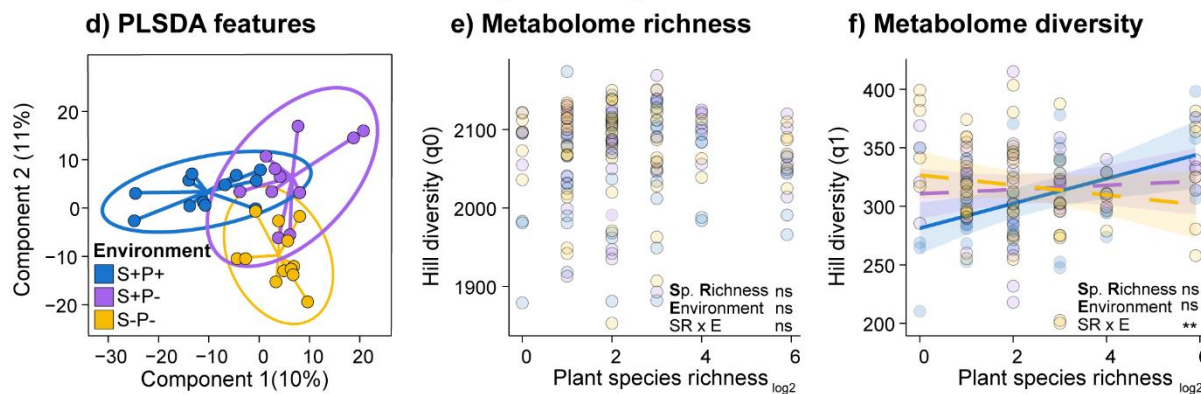 d) PLSDA features
Component 2 (11%)
20
10
0
−10
−20
Environment
S+P+
S+P-
S-P-
−30 −20 −10 0 10 20
Component 1(10%)
e) Metabolome richness
Hill diversity (q0)
2100
2000
1900
Sp. Richness ns
Environment ns
SR x E ns
0 2 4 6
Plant species richness log2
f) Metabolome diversity
Hill diversity (q1)
400
350
300
250
200
Sp. Richness ns
Environment ns
SR x E **
0 2 4 6
Plant species richness log2